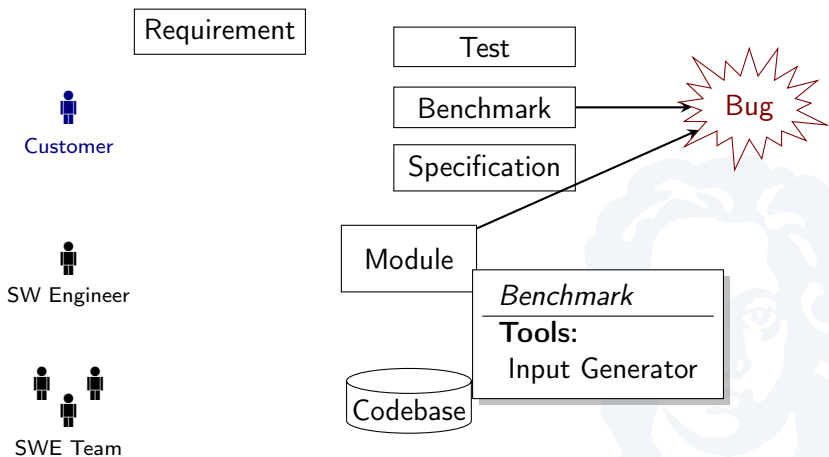 Requirement
Test
Benchmark
Bug
Customer
Specification
Module
SW Engineer
Benchmark
Tools:
Input Generator
Codebase
SWE Team